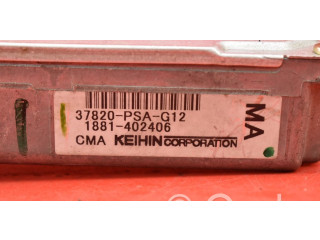 37820-PSA-G12
1881-402406
CMA KEIHIN CORPORATION
MA